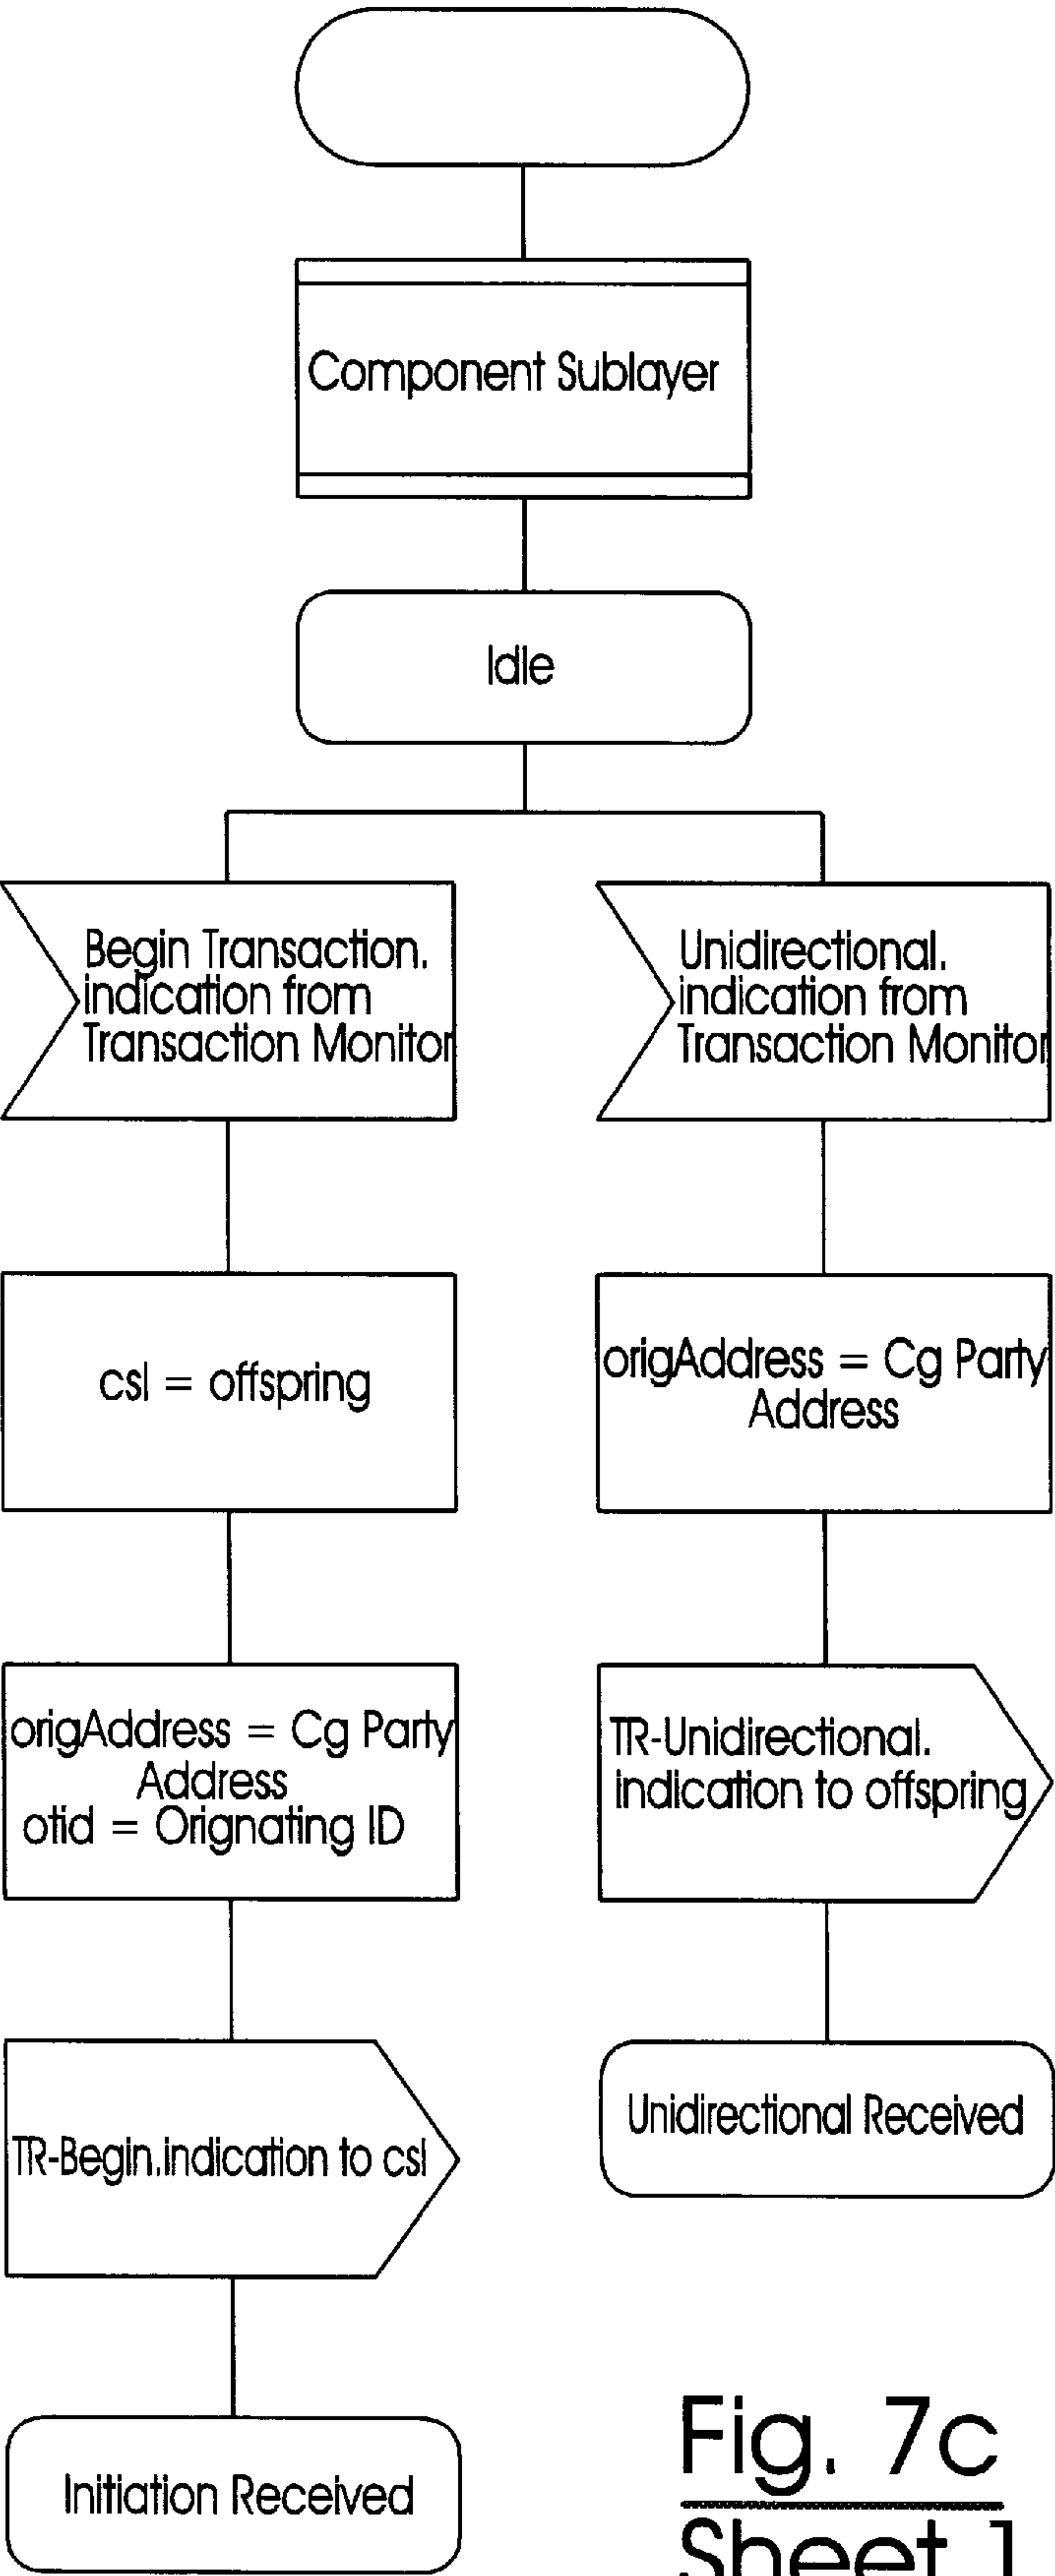 Component Sublayer
Idle
Begin Transaction.
indication from
Transaction Monitor
csl = offspring
origAddress = Cg Party
Address
otid = Orignating ID
TR-Begin.indication to csl
Initiation Received
Unidirectional.
indication from
Transaction Monitor
origAddress = Cg Party
Address
TR-Unidirectional.
indication to offspring
Unidirectional Received
Fig. 7c
Sheet 1